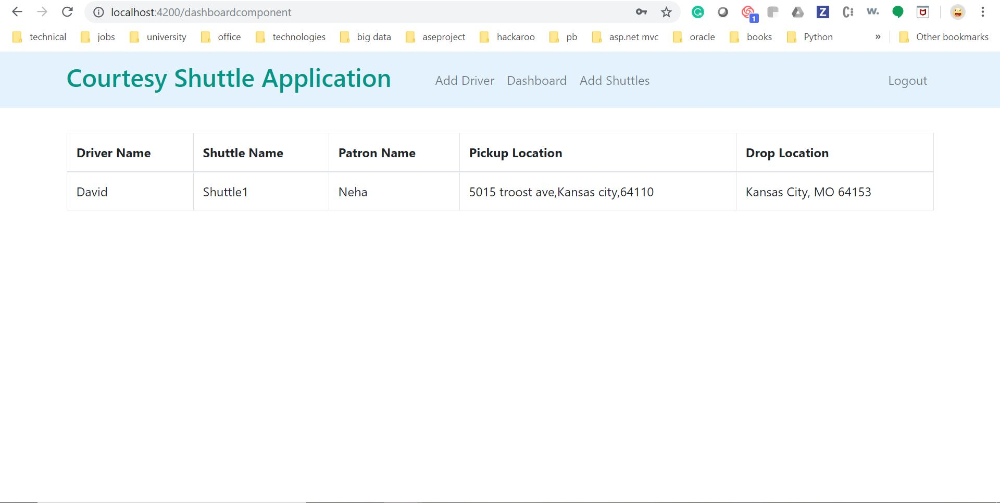 localhost:4200/dashboardcomponent
1
technical jobs university office technologies big data aseproject hackaroo pb asp.net mvc oracle books Python » Other bookmarks
Courtesy Shuttle Application Add Driver Dashboard Add Shuttles Logout
Driver Name Shuttle Name Patron Name Pickup Location Drop Location
David Shuttle1 Neha 5015 troost ave,Kansas city,64110 Kansas City, MO 64153